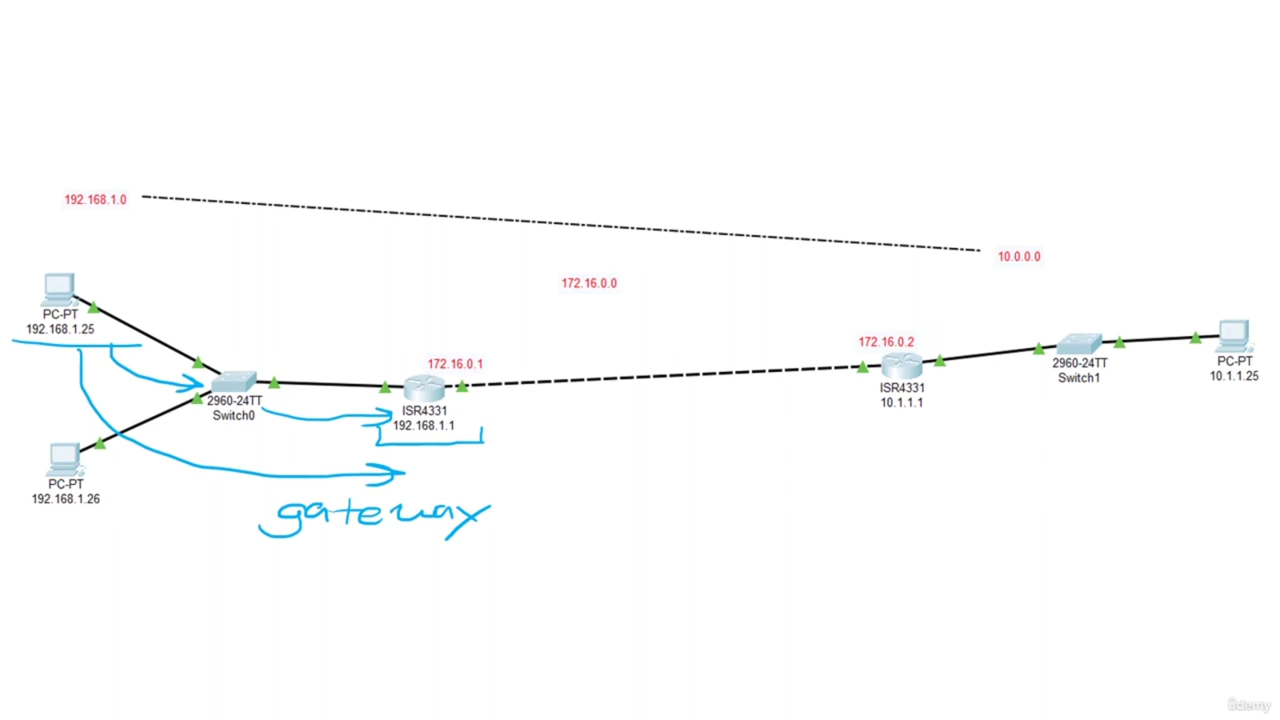 192.168.1.0
10.0.0.0
172.16.0.0
PC-PT
192.168.1.25
172.16.0.1
172.16.0.2
2960-24TT
Switch0
ISR4331
192.168.1.1
ISR4331
10.1.1.1
2960-24TT
Switch1
PC-PT
10.1.1.25
PC-PT
192.168.1.26
gateway
ûdemy